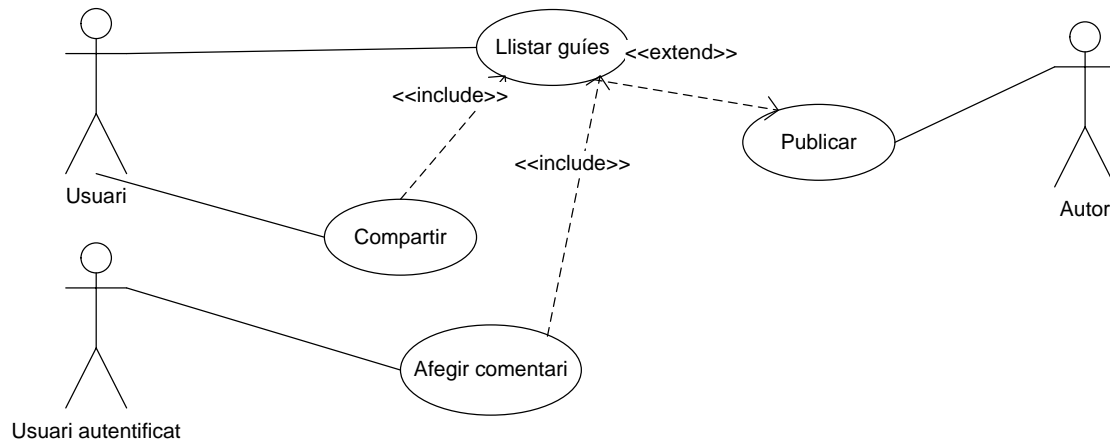 Llistar guíes
<<extend>>
<<include>>
Publicar
<<include>>
Usuari
Autor
Compartir
Afegir comentari
Usuari autentificat